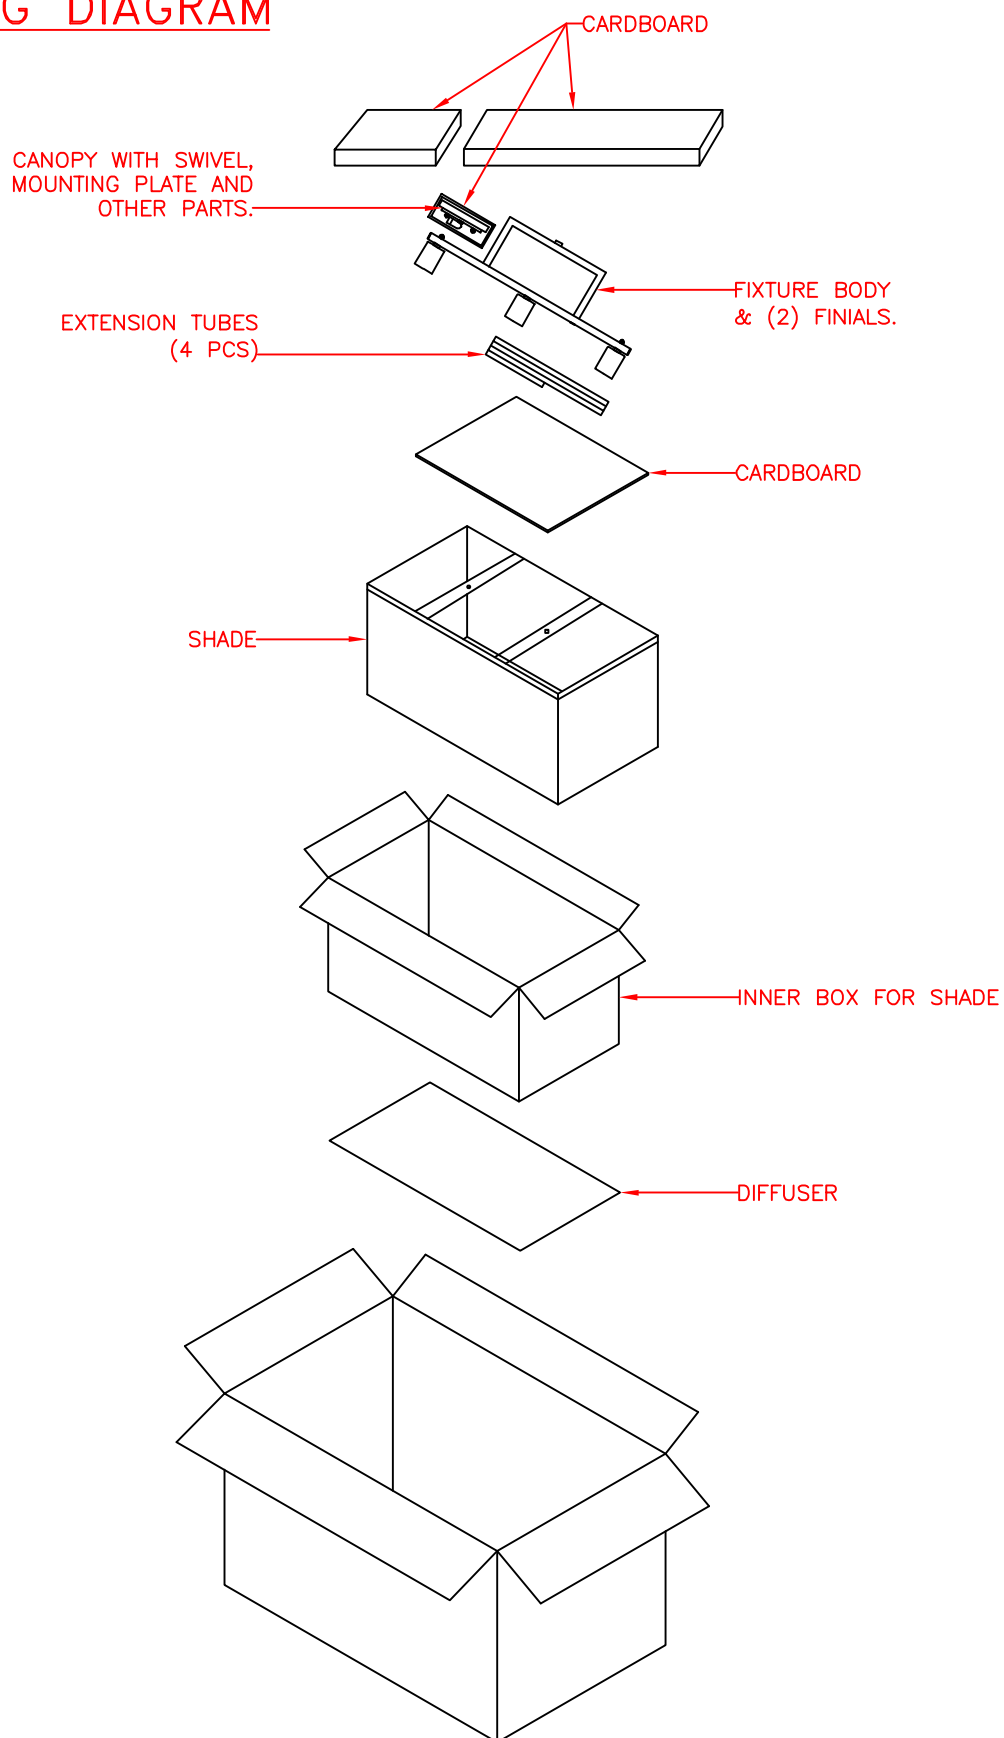 G DIAGRAM
CARDBOARD
CANOPY WITH SWIVEL,
MOUNTING PLATE AND
OTHER PARTS.
FIXTURE BODY
& (2) FINIALS.
EXTENSION TUBES
(4 PCS)
CARDBOARD
SHADE
INNER BOX FOR SHADE
DIFFUSER